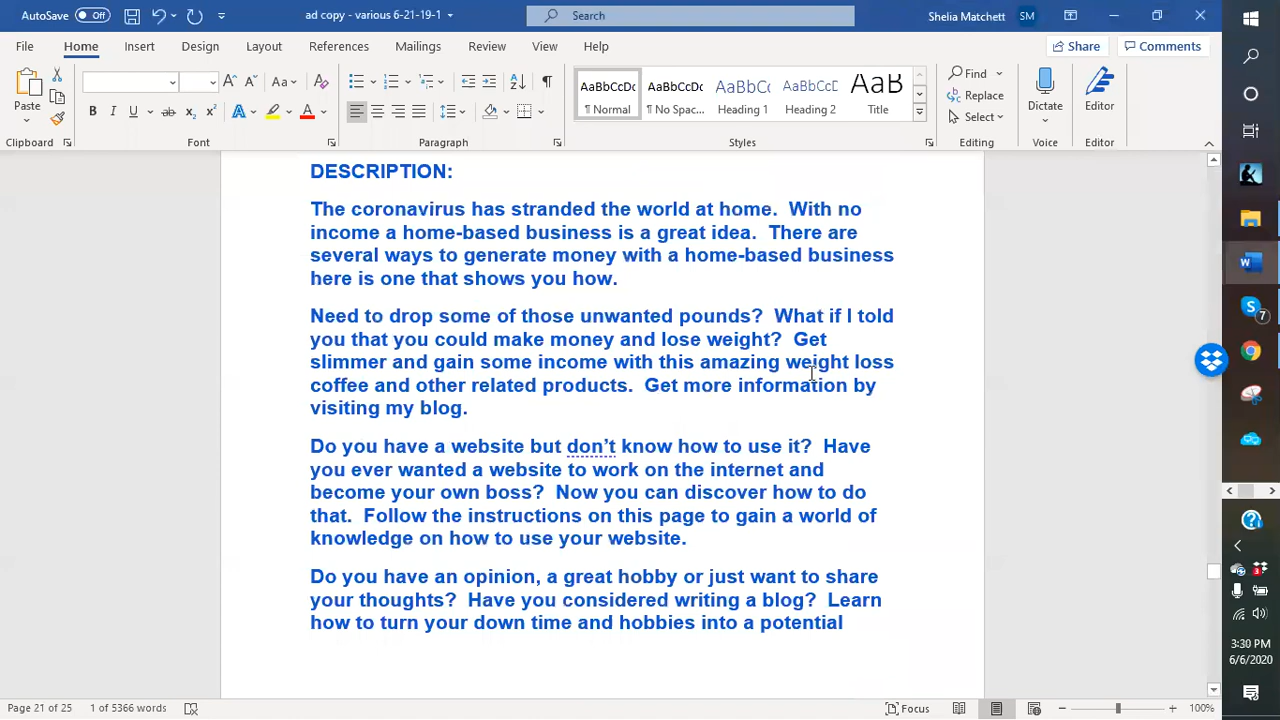 AutoSave Off
ad copy - various 6-21-19-1
Search
Shelia Matchett SM
File Home Insert Design Layout References Mailings Review View Help
Share Comments
Paste
B I U ab x₂ x² A A
Aa
AaBbCcDc AaBbCcDc AaBbCc AaBbCcD AaB
¶ Normal ¶ No Spac... Heading 1 Heading 2 Title
Find
Replace
Select
Dictate
Editor
Clipboard Font Paragraph Styles Editing Voice Editor
DESCRIPTION:
The coronavirus has stranded the world at home.  With no
income a home-based business is a great idea.  There are
several ways to generate money with a home-based business
here is one that shows you how.
Need to drop some of those unwanted pounds?  What if I told
you that you could make money and lose weight?  Get
slimmer and gain some income with this amazing weight loss
coffee and other related products.  Get more information by
visiting my blog.
Do you have a website but don’t know how to use it?  Have
you ever wanted a website to work on the internet and
become your own boss?  Now you can discover how to do
that.  Follow the instructions on this page to gain a world of
knowledge on how to use your website.
Do you have an opinion, a great hobby or just want to share
your thoughts?  Have you considered writing a blog?  Learn
how to turn your down time and hobbies into a potential
7
3
3:30 PM
6/6/2020
Page 21 of 25 1 of 5366 words
Focus
100%